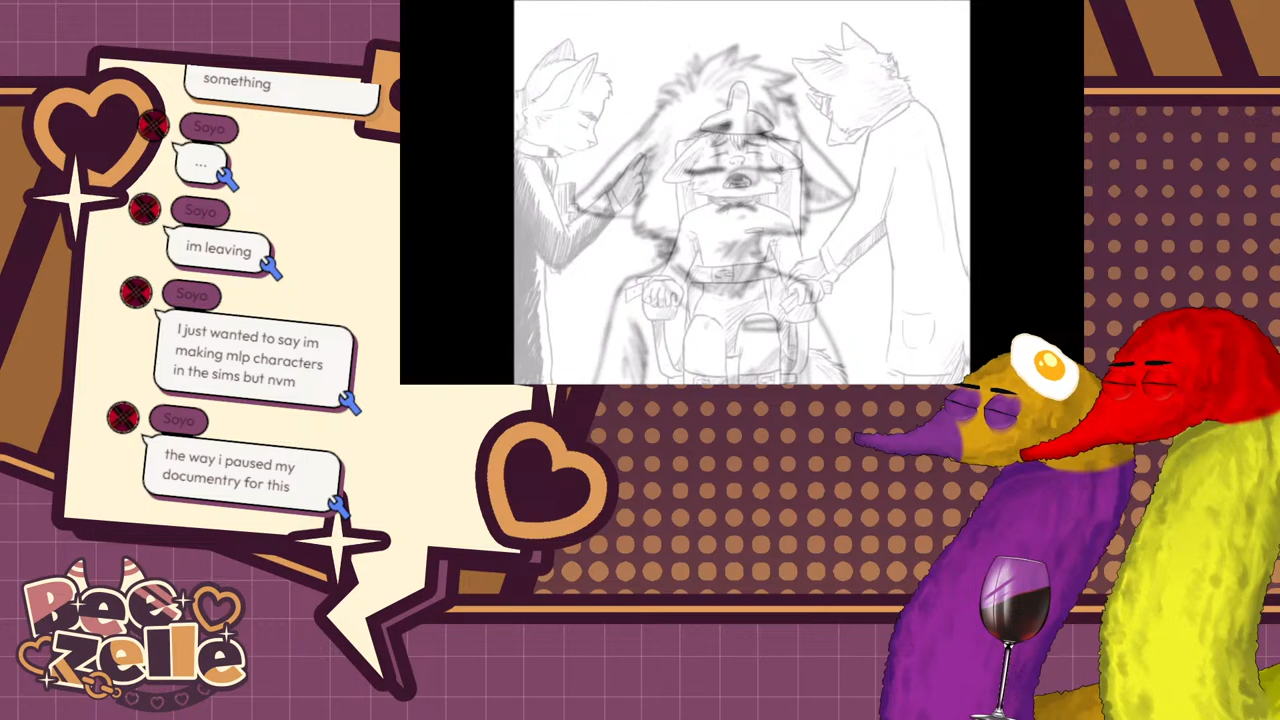 something
Soyo
...
Soyo
im leaving
Soyo
I just wanted to say im
making mlp characters
in the sims but nvm
Soyo
the way i paused my
documentry for this
Bee
zelle